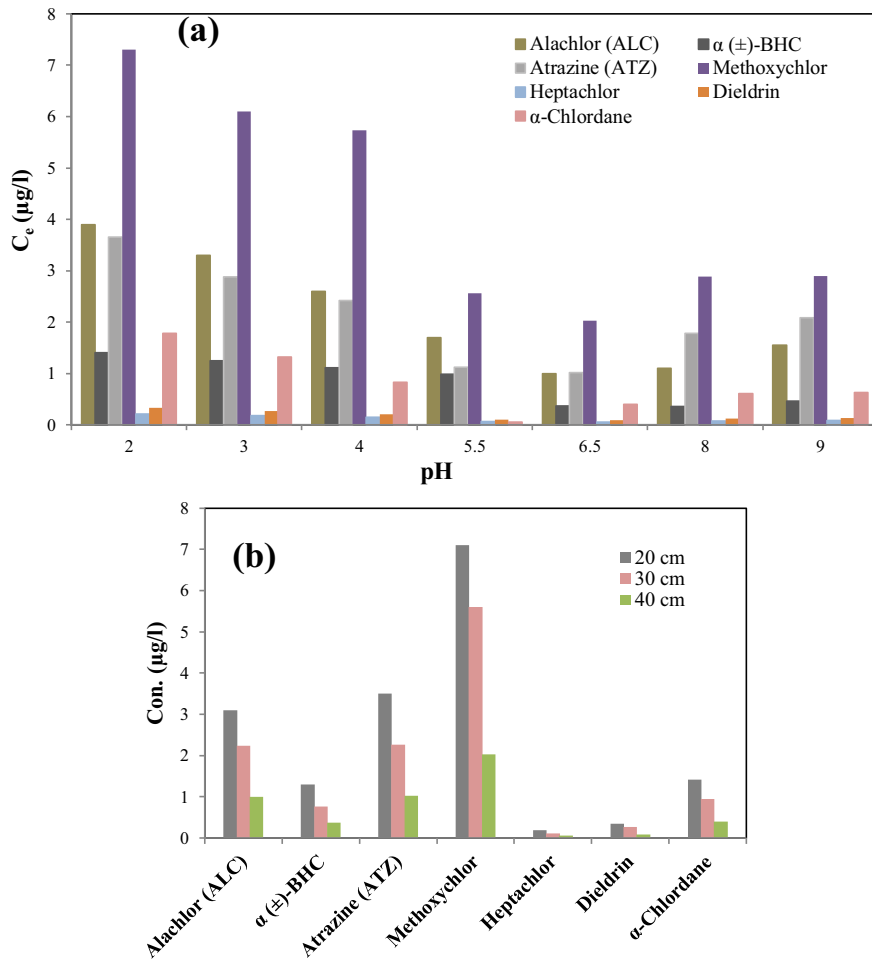 (a)
8
7
6
5
4
3
2
1
0
Cₑ (µg/l)
Alachlor (ALC)
α (±)-BHC
Atrazine (ATZ)
Methoxychlor
Heptachlor
Dieldrin
α-Chlordane
2 3 4 5.5 6.5 8 9
pH
(b)
8
7
6
5
4
3
2
1
0
Con. (µg/l)
20 cm
30 cm
40 cm
Alachlor (ALC)
α (±)-BHC
Atrazine (ATZ)
Methoxychlor
Heptachlor
Dieldrin
α-Chlordane